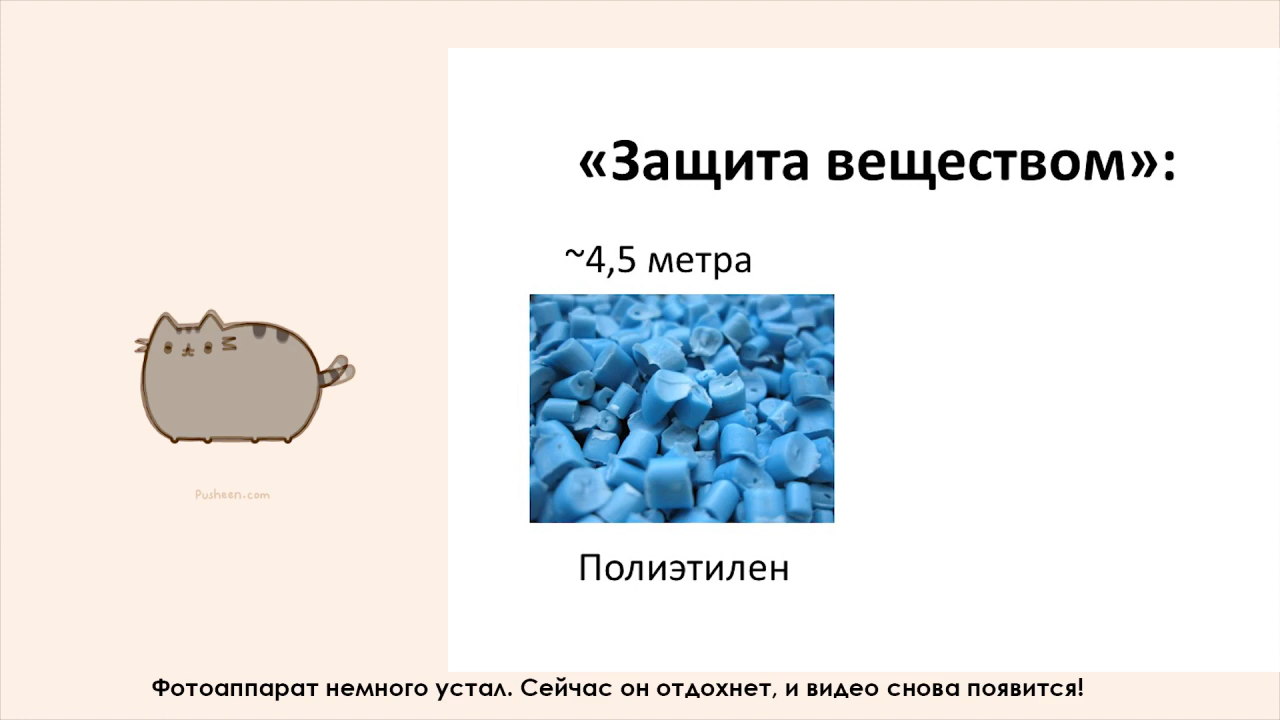 «Защита веществом»:
~4,5 метра
Полиэтилен
Pusheen.com
Фотоаппарат немного устал. Сейчас он отдохнет, и видео снова появится!